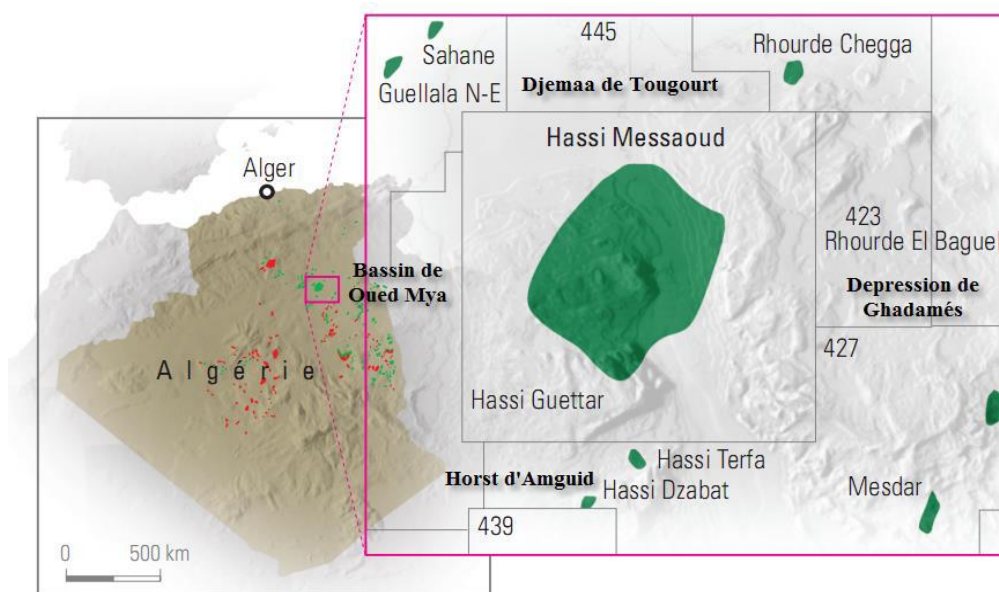 445
Sahane
Rhourde Chegga
Guellala N-E
Djemaa de Tougourt
Hassi Messaoud
Alger
423
Rhourde El Baguel
Bassin de
Oued Mya
Depression de
Ghadamés
427
Algérie
Hassi Guettar
Hassi Terfa
Horst d'Amguid
Hassi Dzabat
Mesdar
439
0 500 km